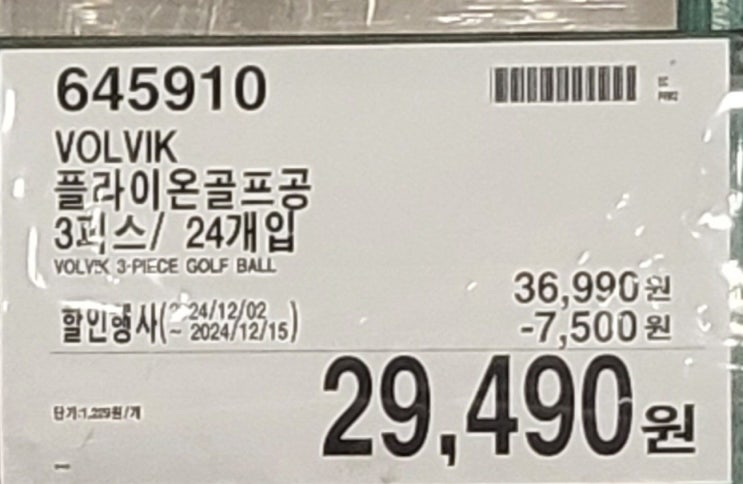 645910
VOLVIK
플라이온골프공
3피스/ 24개입
VOLVIK 3-PIECE GOLF BALL
36,990원
할인행사( 24/12/02
~ 2024/12/15)
-7,500원
29,490원
단가:1,229원/개